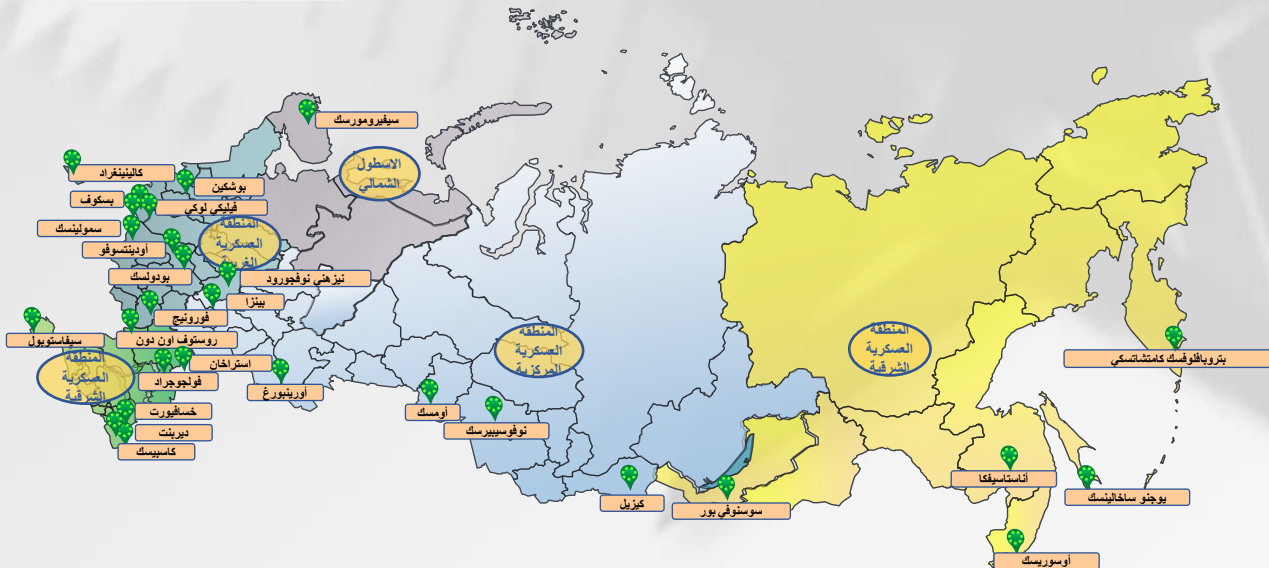 سيفيرومورسك
الاسطول
الشمالي
كالينينغراد
بوشكين
بسكوف
فيليكي لوكي
سمولينسك
المنطقة
العسكرية
الغربية
أودينتسوفو
بودولسك
نيزهني نوفجورود
بينزا
فورونيج
روستوف اون دون
سيفاستوبول
المنطقة
العسكرية
الشرقية
استراخان
فولجوجراد
أورينبورغ
خسافيورت
ديربنت
كاسبيسك
أومسك
نوفوسيبيرسك
المنطقة
العسكرية
المركزية
المنطقة
العسكرية
الشرقية
بتروبافلوفسك كامتشاتسكي
كيزيل
سوسنوفي بور
أناستاسيفكا
يوجنو ساخالينسك
أوسوريسك